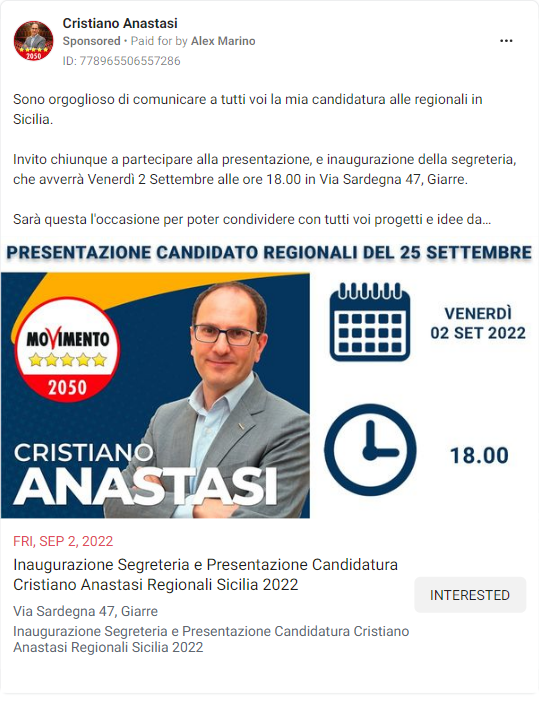 Cristiano Anastasi
Sponsored • Paid for by Alex Marino
ID: 778965506557286
Sono orgoglioso di comunicare a tutti voi la mia candidatura alle regionali in
Sicilia.
Invito chiunque a partecipare alla presentazione, e inaugurazione della segreteria,
che avverrà Venerdì 2 Settembre alle ore 18.00 in Via Sardegna 47, Giarre.
Sarà questa l'occasione per poter condividere con tutti voi progetti e idee da...
PRESENTAZIONE CANDIDATO REGIONALI DEL 25 SETTEMBRE
MOVIMENTO
2050
CRISTIANO
ANASTASI
VENERDÌ
02 SET 2022
18.00
FRI, SEP 2, 2022
Inaugurazione Segreteria e Presentazione Candidatura
Cristiano Anastasi Regionali Sicilia 2022
INTERESTED
Via Sardegna 47, Giarre
Inaugurazione Segreteria e Presentazione Candidatura Cristiano
Anastasi Regionali Sicilia 2022